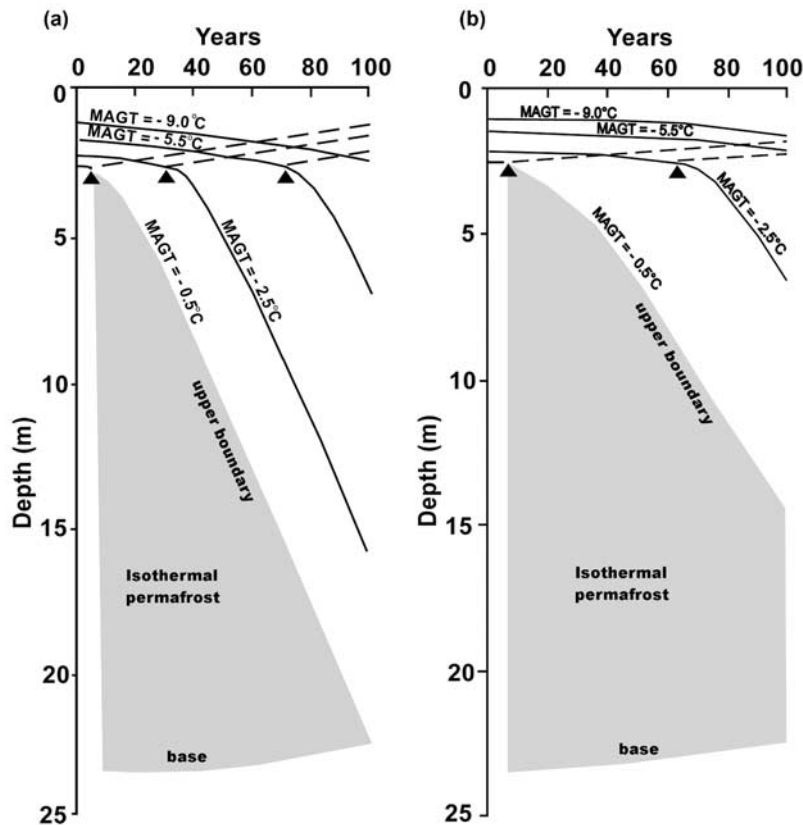 (a)
Years
0 20 40 60 80 100
0
5
10
15
20
25
Depth (m)
MAGT = - 9.0°C
MAGT = - 5.5°C
MAGT = - 0.5°C
MAGT = - 2.5°C
upper boundary
Isothermal
permafrost
base
(b)
Years
0 20 40 60 80 100
0
5
10
15
20
25
Depth (m)
MAGT = - 9.0°C
MAGT = - 5.5°C
MAGT = - 2.5°C
MAGT = - 0.5°C
upper boundary
Isothermal
permafrost
base